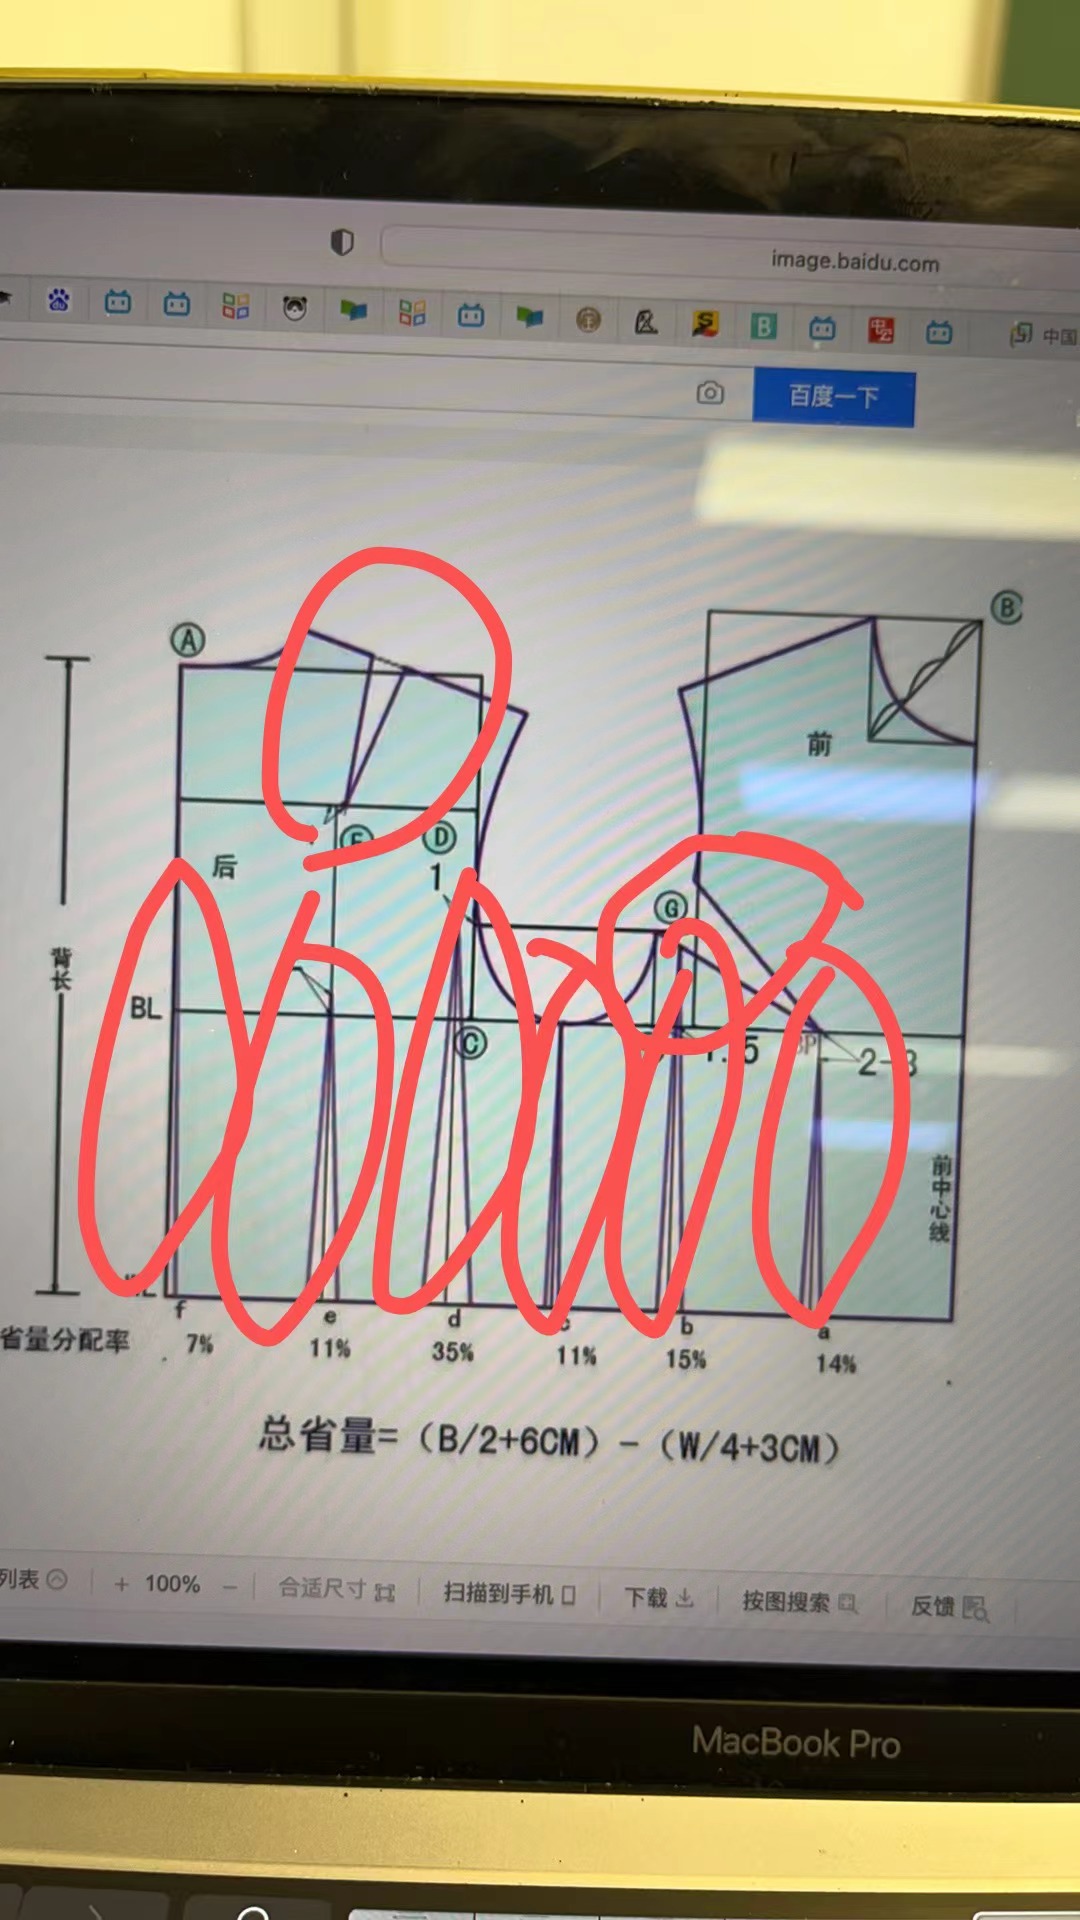 image.baidu.com
中国
百度一下
A
B
前
E
D
后
1
G
背长
BL
C
1.5
BP
2-3
前中心线
f
e
d
c
b
a
省量分配率
7%
11%
35%
11%
15%
14%
总省量=（B/2+6CM）-（W/4+3CM）
列表
+ 100% -
合适尺寸
扫描到手机
下载
按图搜索
反馈
MacBook Pro